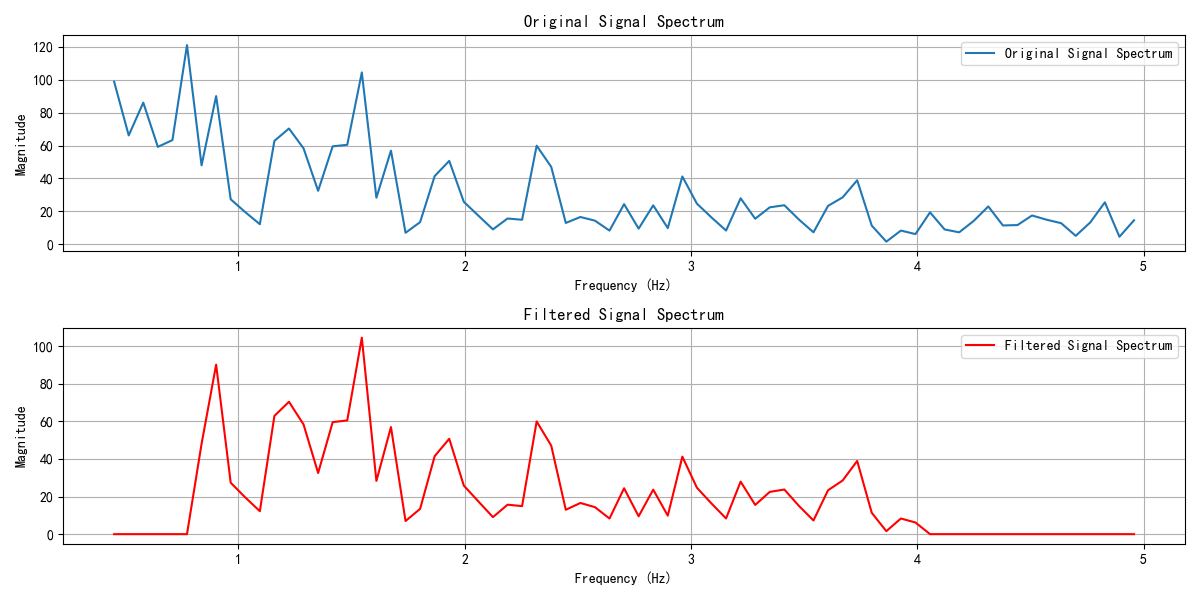 Original Signal Spectrum
Original Signal Spectrum
Magnitude
120
100
80
60
40
20
0
1 2 3 4 5
Frequency (Hz)
Filtered Signal Spectrum
Filtered Signal Spectrum
Magnitude
100
80
60
40
20
0
1 2 3 4 5
Frequency (Hz)